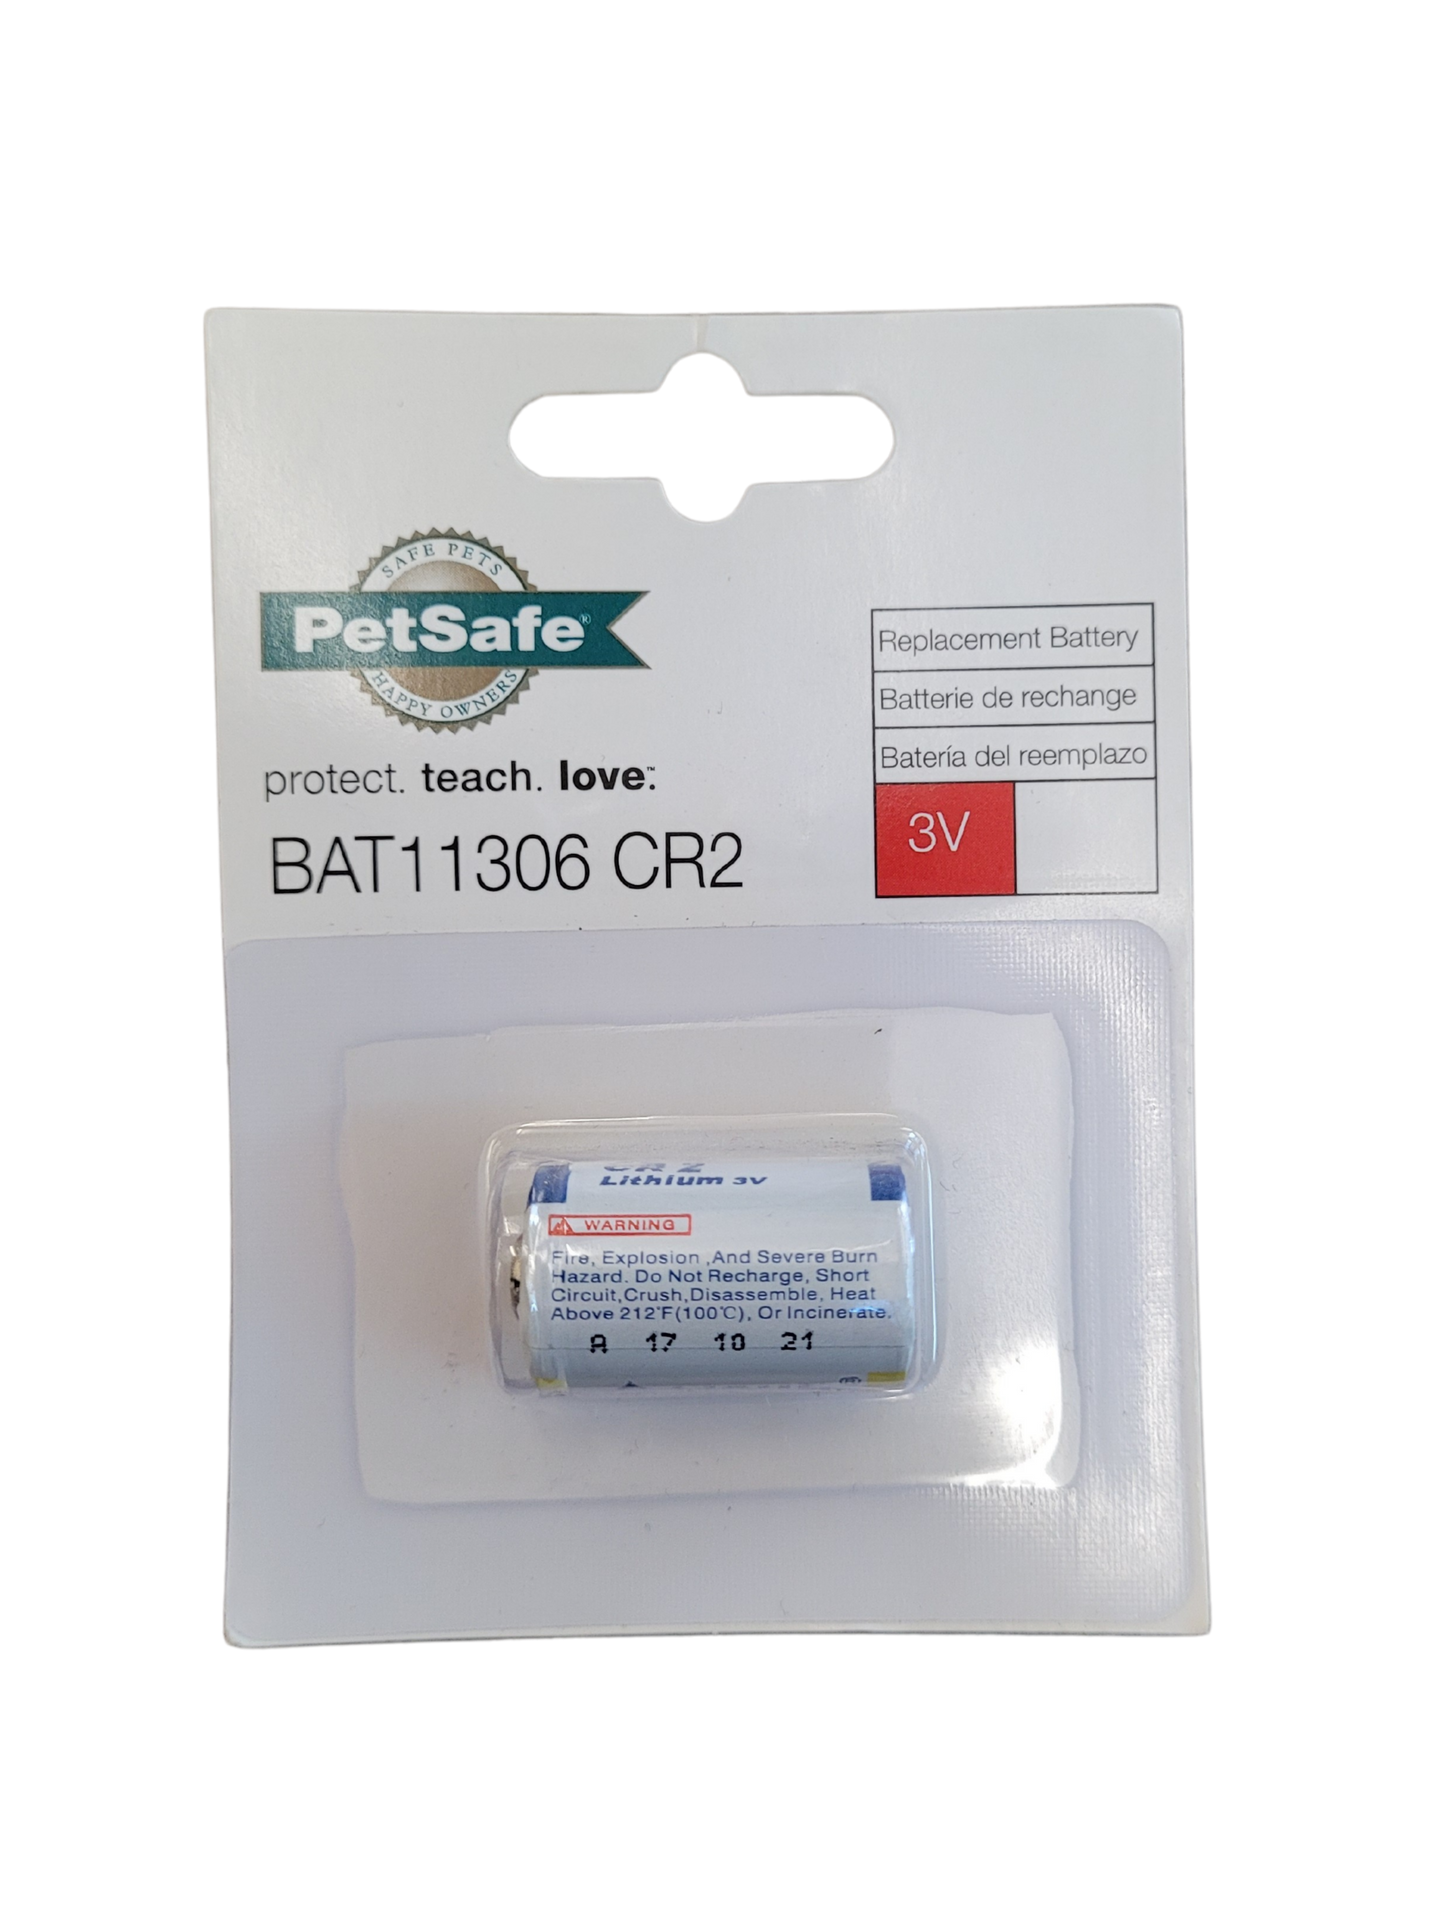 SAFE PETS
PetSafe®
HAPPY OWNERS
protect. teach. love.™
BAT11306 CR2
Replacement Battery
Batterie de rechange
Batería del reemplazo
3V
CR2
Lithium 3V
WARNING
Fire, Explosion ,And Severe Burn
Hazard. Do Not Recharge, Short
Circuit,Crush,Disassemble, Heat
Above 212°F(100℃), Or Incinerate.
A 17 10 21